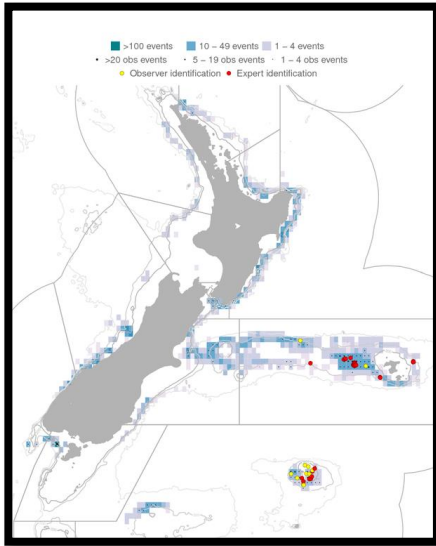 >100 events 10 – 49 events 1 – 4 events
>20 obs events 5 – 19 obs events 1 – 4 obs events
Observer identification Expert identification